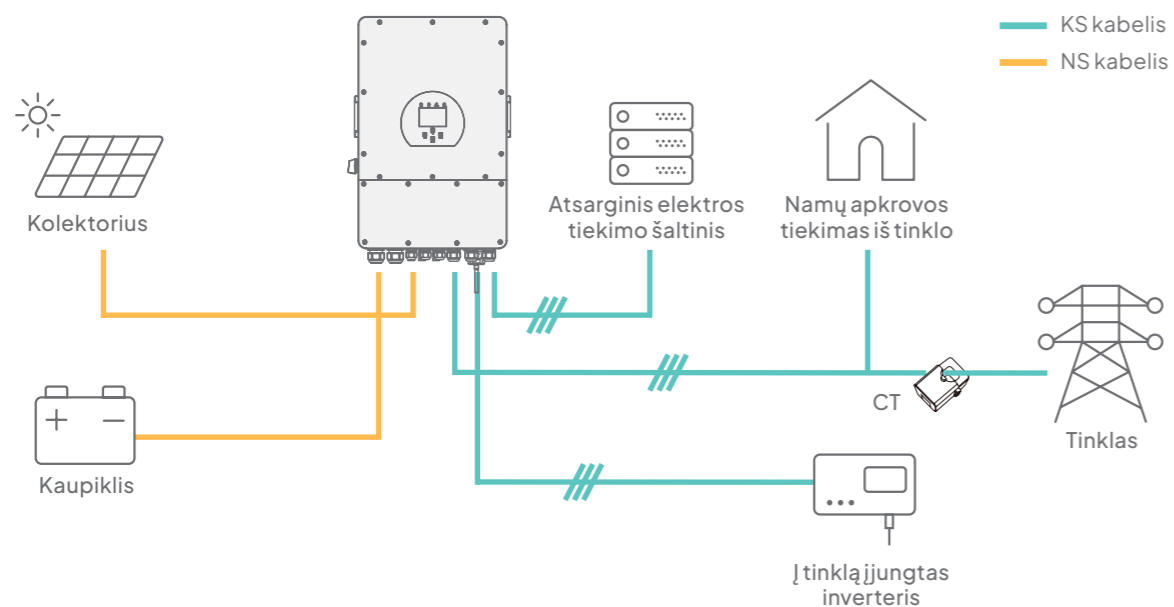 KS kabelis
NS kabelis
Kolektorius
Atsarginis elektros
tiekimo šaltinis
Namų apkrovos
tiekimas iš tinklo
CT
Tinklas
Kaupiklis
Į tinklą įjungtas
inverteris